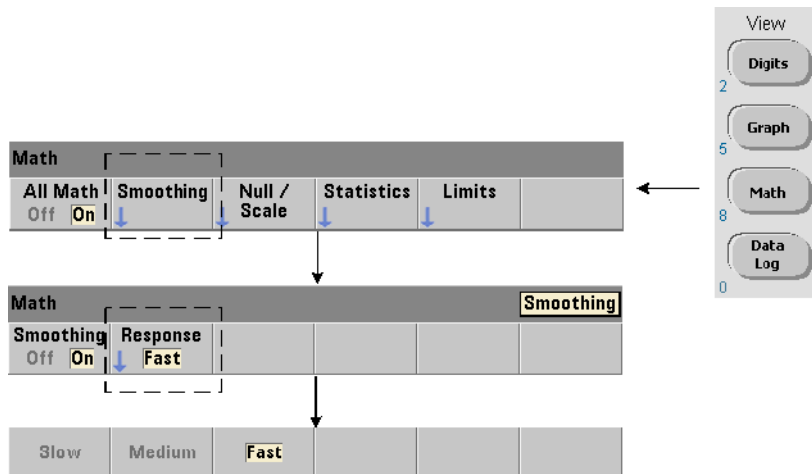 View
Digits
2
Graph
5
Math
8
Data
Log
0
Math
All Math
Off On
Smoothing
Null /
Scale
Statistics
Limits
Math
Smoothing
Smoothing
Off On
Response
Fast
Slow
Medium
Fast